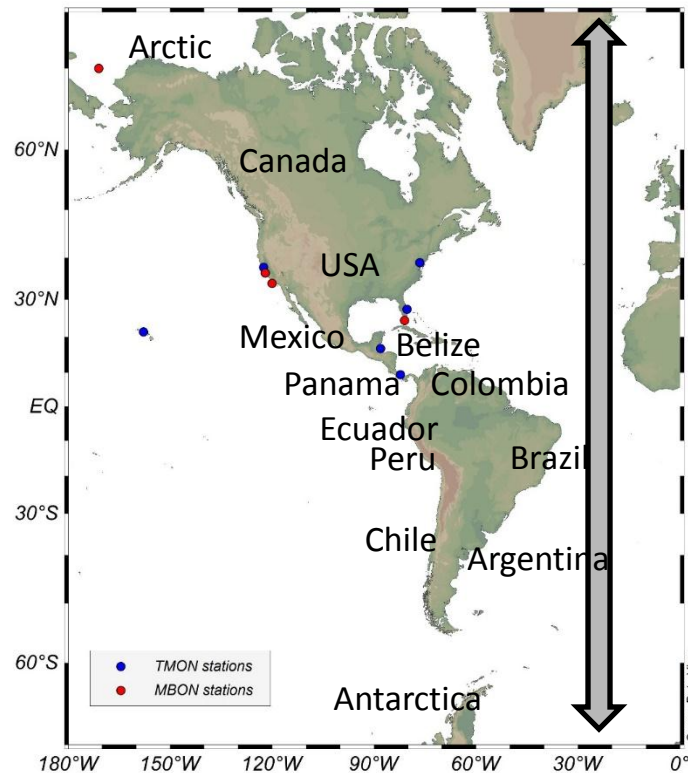 Arctic
60°N
Canada
USA
30°N
Mexico
Belize
Panama
Colombia
EQ
Ecuador
Peru
Brazil
30°S
Chile
Argentina
60°S
TMON stations
MBON stations
Antarctica
180°W
150°W
120°W
90°W
60°W
30°W
0°